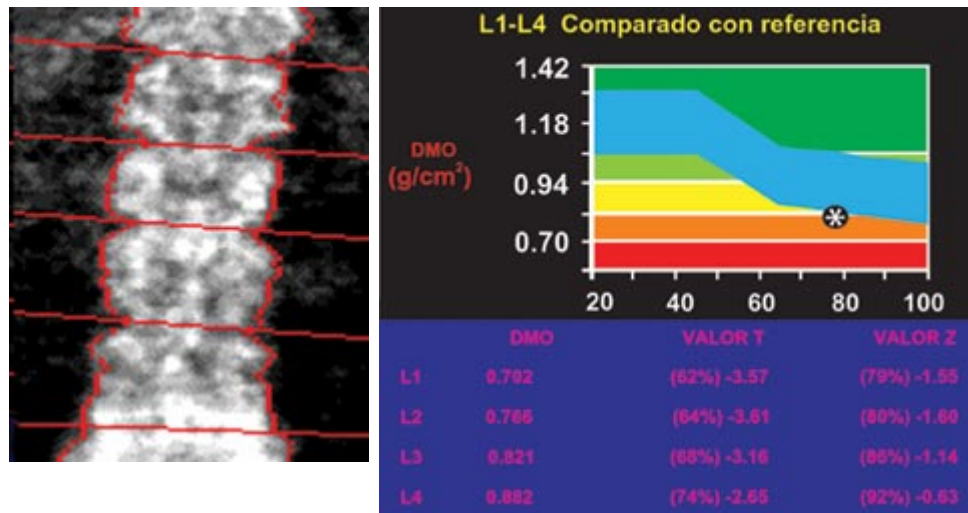 L1-L4 Comparado con referencia
1.42
1.18
DMO
(g/cm²)
0.94
0.70
20 40 60 80 100
DMO VALOR T VALOR Z
L1 0.702 (62%) -3.57 (79%) -1.55
L2 0.766 (64%) -3.61 (80%) -1.60
L3 0.821 (68%) -3.16 (86%) -1.14
L4 0.882 (74%) -2.65 (92%) -0.63